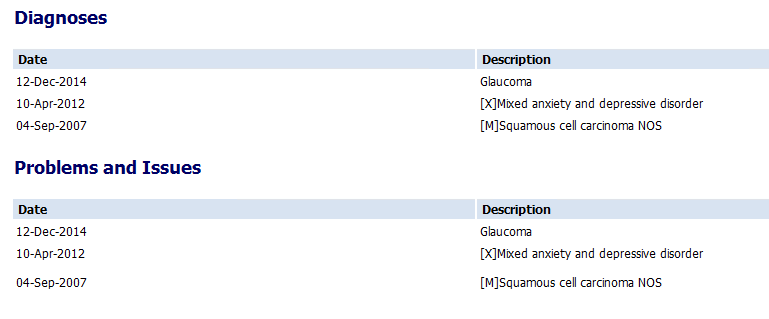 Diagnoses
Date Description
12-Dec-2014 Glaucoma
10-Apr-2012 [X]Mixed anxiety and depressive disorder
04-Sep-2007 [M]Squamous cell carcinoma NOS
Problems and Issues
Date Description
12-Dec-2014 Glaucoma
10-Apr-2012 [X]Mixed anxiety and depressive disorder
04-Sep-2007 [M]Squamous cell carcinoma NOS